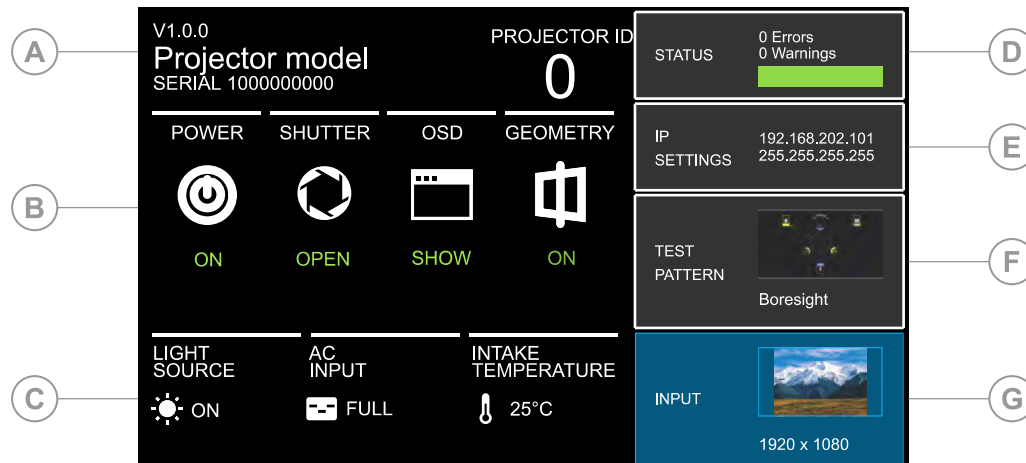 A
V1.0.0
Projector model
SERIAL 1000000000
PROJECTOR ID
0
STATUS
0 Errors
0 Warnings
D
IP
SETTINGS
192.168.202.101
255.255.255.255
E
B
POWER
SHUTTER
OSD
GEOMETRY
ON
OPEN
SHOW
ON
TEST
PATTERN
Boresight
F
C
LIGHT
SOURCE
ON
AC
INPUT
FULL
INTAKE
TEMPERATURE
25°C
INPUT
1920 x 1080
G